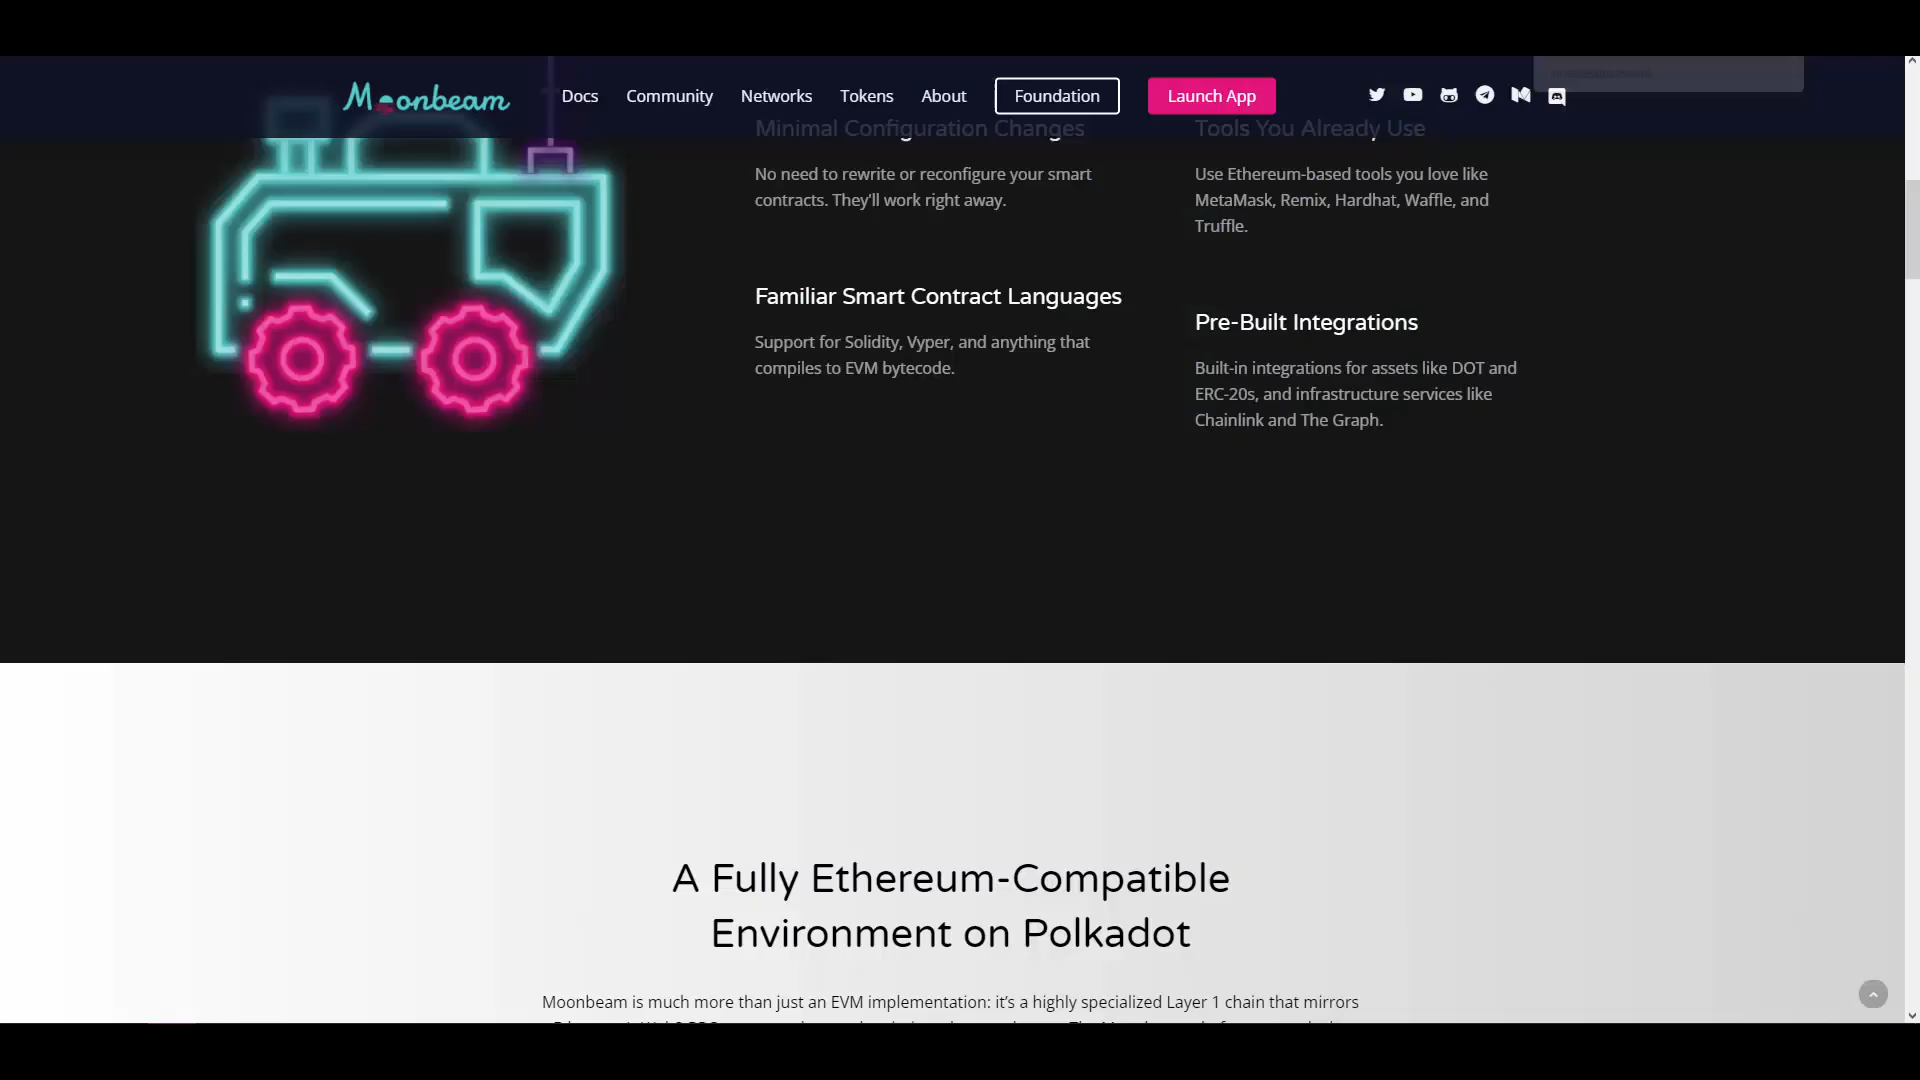 Moonbeam
Docs Community Networks Tokens About Foundation Launch App
Minimal Configuration Changes
No need to rewrite or reconfigure your smart
contracts. They'll work right away.
Familiar Smart Contract Languages
Support for Solidity, Vyper, and anything that
compiles to EVM bytecode.
Tools You Already Use
Use Ethereum-based tools you love like
MetaMask, Remix, Hardhat, Waffle, and
Truffle.
Pre-Built Integrations
Built-in integrations for assets like DOT and
ERC-20s, and infrastructure services like
Chainlink and The Graph.
A Fully Ethereum-Compatible
Environment on Polkadot
Moonbeam is much more than just an EVM implementation: it’s a highly specialized Layer 1 chain that mirrors